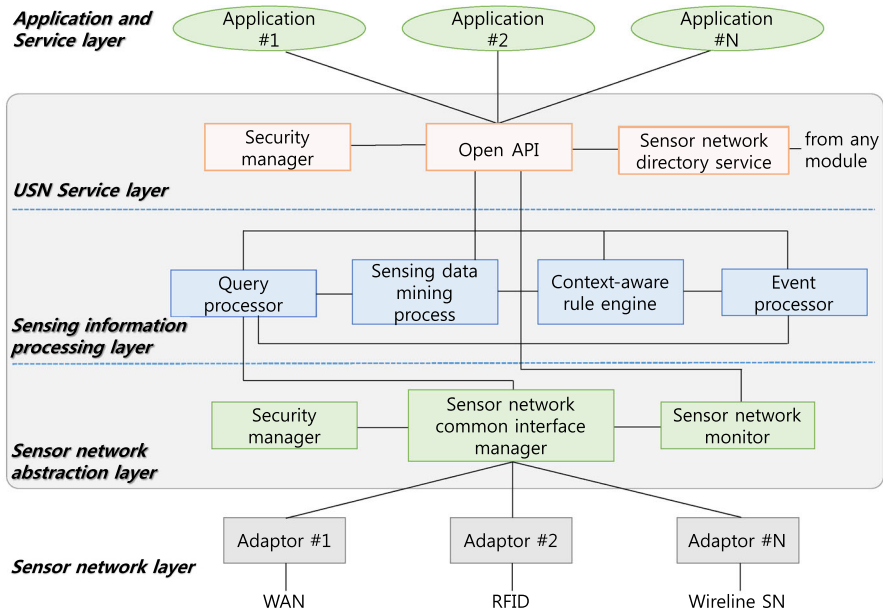 Application and
Service layer
Application
#1
Application
#2
Application
#N
Security
manager
Open API
Sensor network
directory service
from any
module
USN Service layer
Query
processor
Sensing data
mining
process
Context-aware
rule engine
Event
processor
Sensing information
processing layer
Security
manager
Sensor network
common interface
manager
Sensor network
monitor
Sensor network
abstraction layer
Adaptor #1
Adaptor #2
Adaptor #N
Sensor network layer
WAN
RFID
Wireline SN